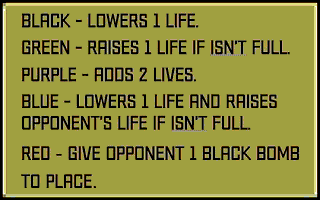 BLACK - LOWERS 1 LIFE.
GREEN - RAISES 1 LIFE IF ISN'T FULL.
PURPLE - ADDS 2 LIVES.
BLUE - LOWERS 1 LIFE AND RAISES
OPPONENT'S LIFE IF ISN'T FULL.
RED - GIVE OPPONENT 1 BLACK BOMB
TO PLACE.